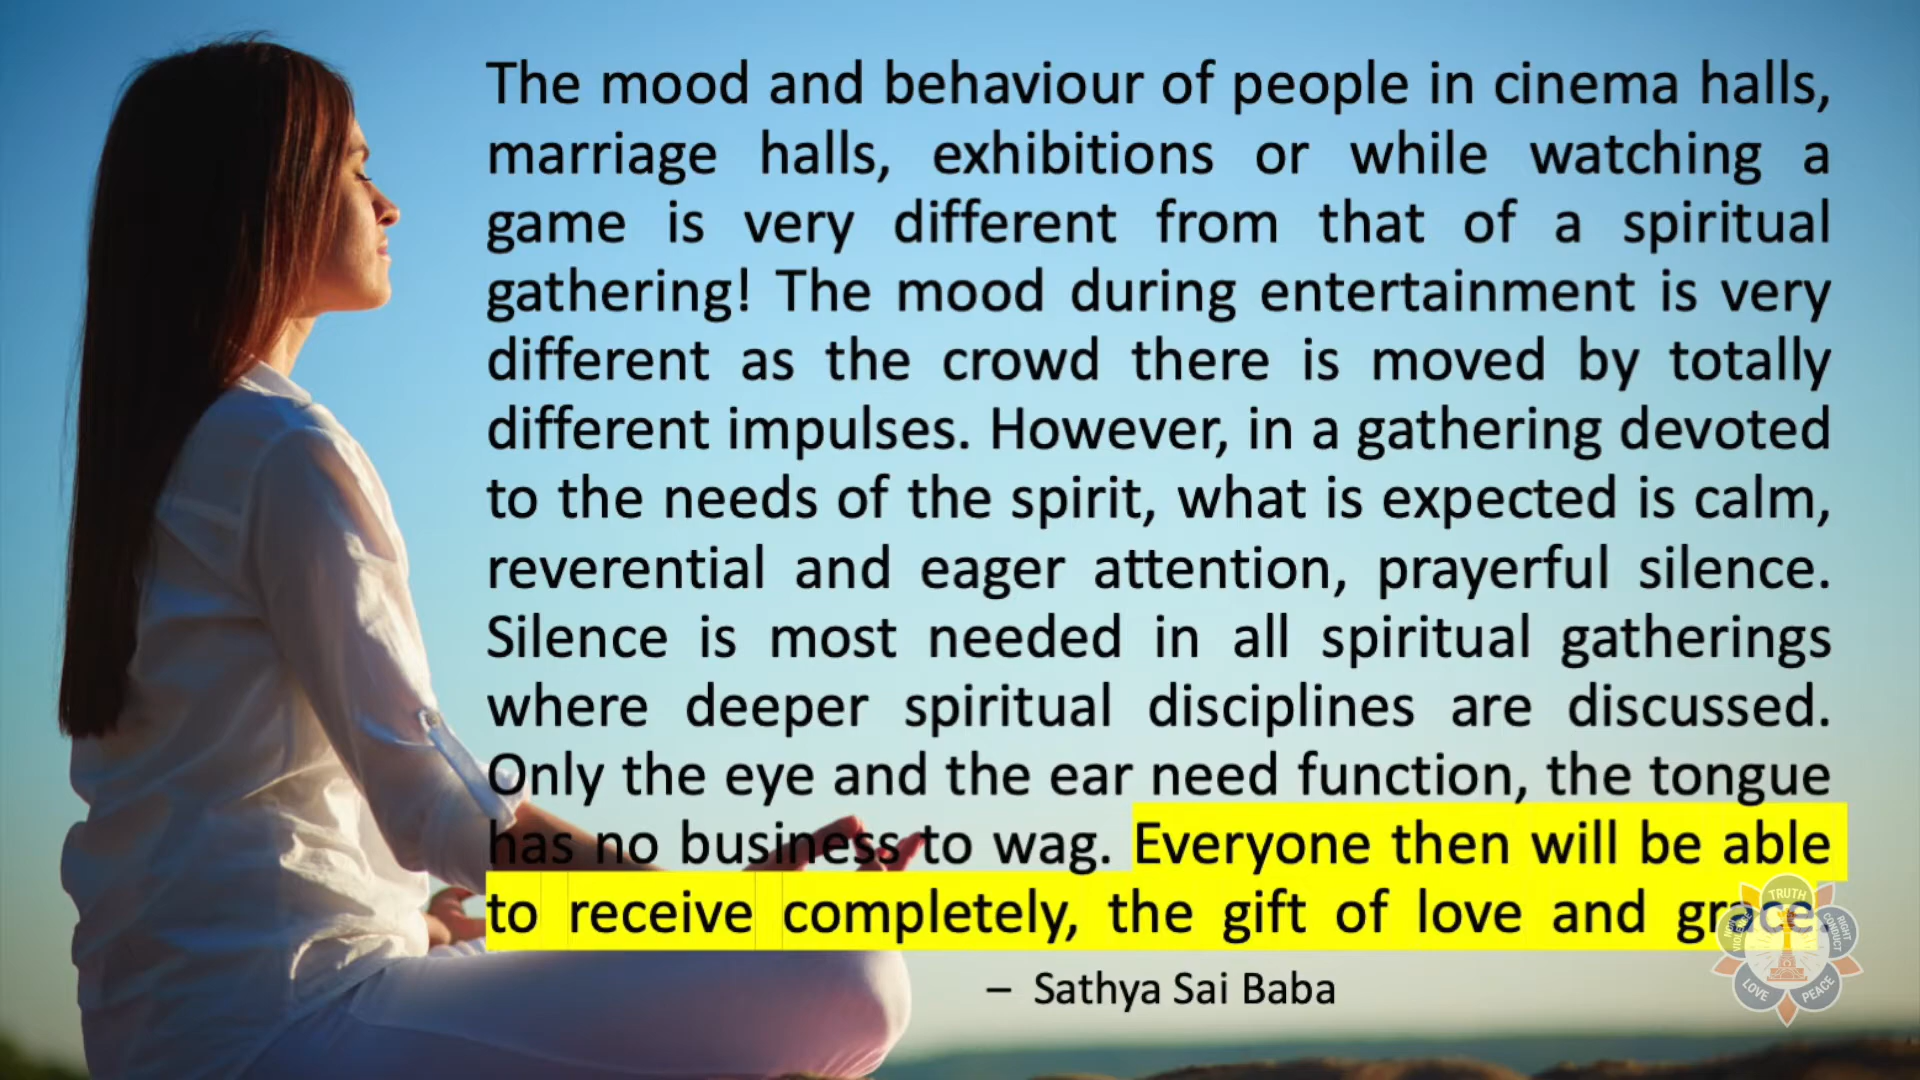 The mood and behaviour of people in cinema halls,
marriage halls, exhibitions or while watching a
game is very different from that of a spiritual
gathering! The mood during entertainment is very
different as the crowd there is moved by totally
different impulses. However, in a gathering devoted
to the needs of the spirit, what is expected is calm,
reverential and eager attention, prayerful silence.
Silence is most needed in all spiritual gatherings
where deeper spiritual disciplines are discussed.
Only the eye and the ear need function, the tongue
has no business to wag. Everyone then will be able
to receive completely, the gift of love and grace.
– Sathya Sai Baba
TRUTH
NON
VIOLENCE
RIGHT
CONDUCT
LOVE
PEACE